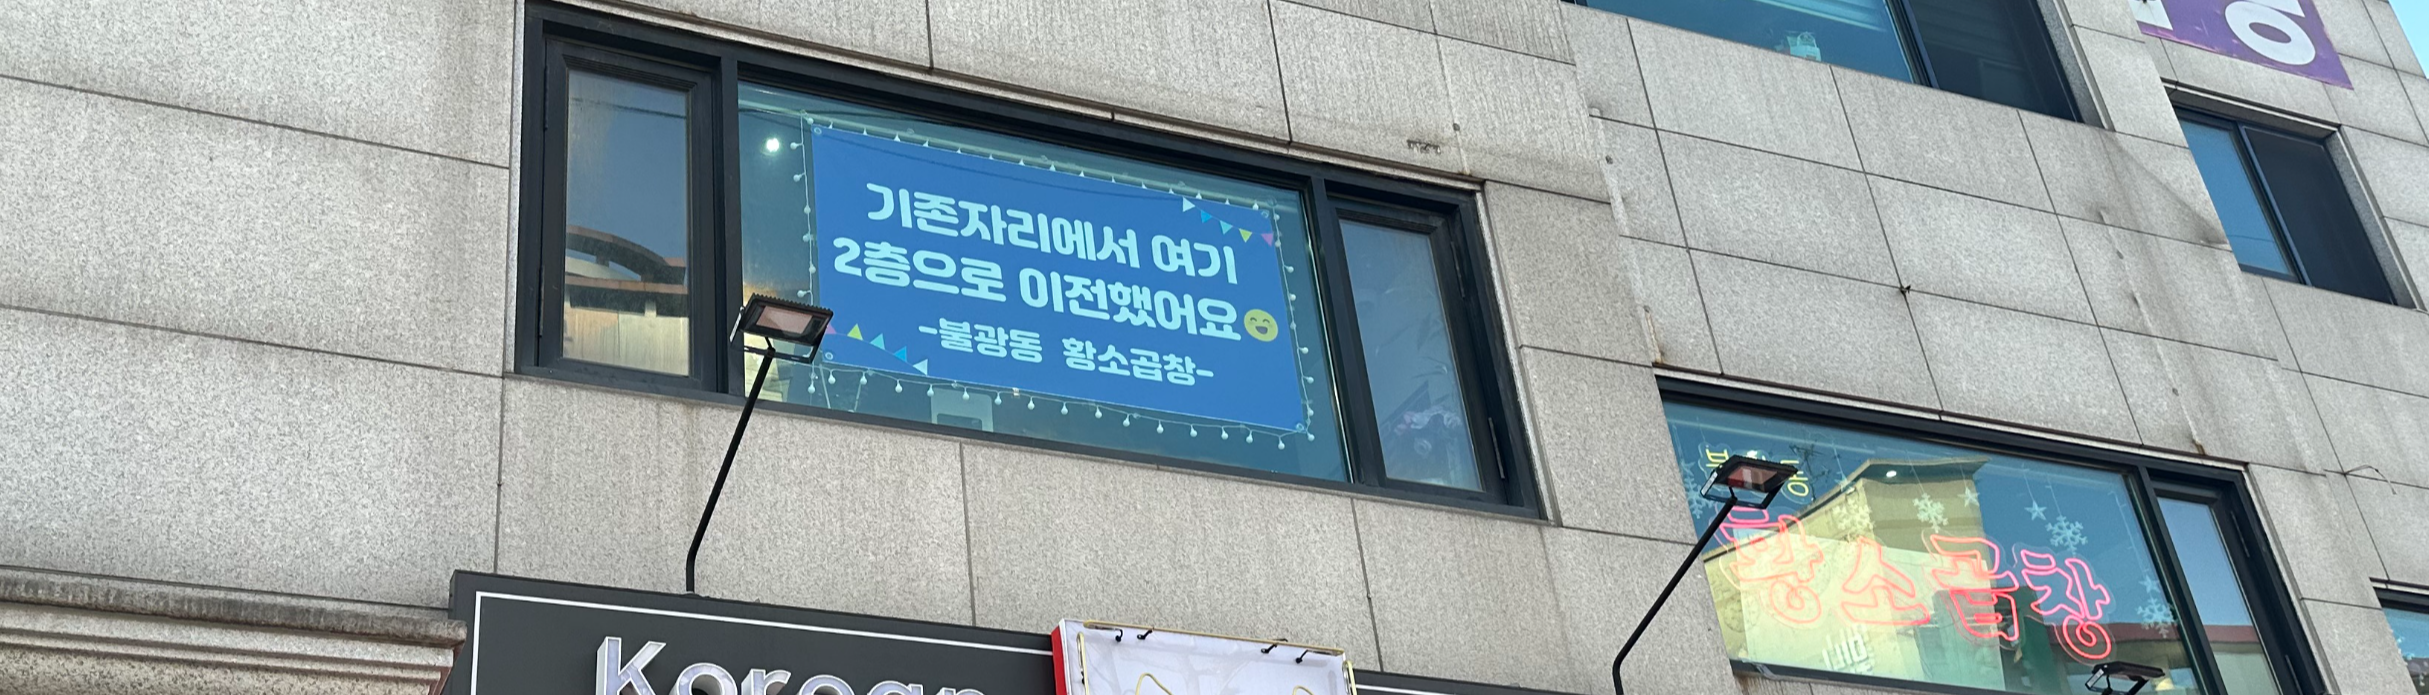 기존자리에서 여기
2층으로 이전했어요
-불광동 황소곱창-
황소곱창
Korean